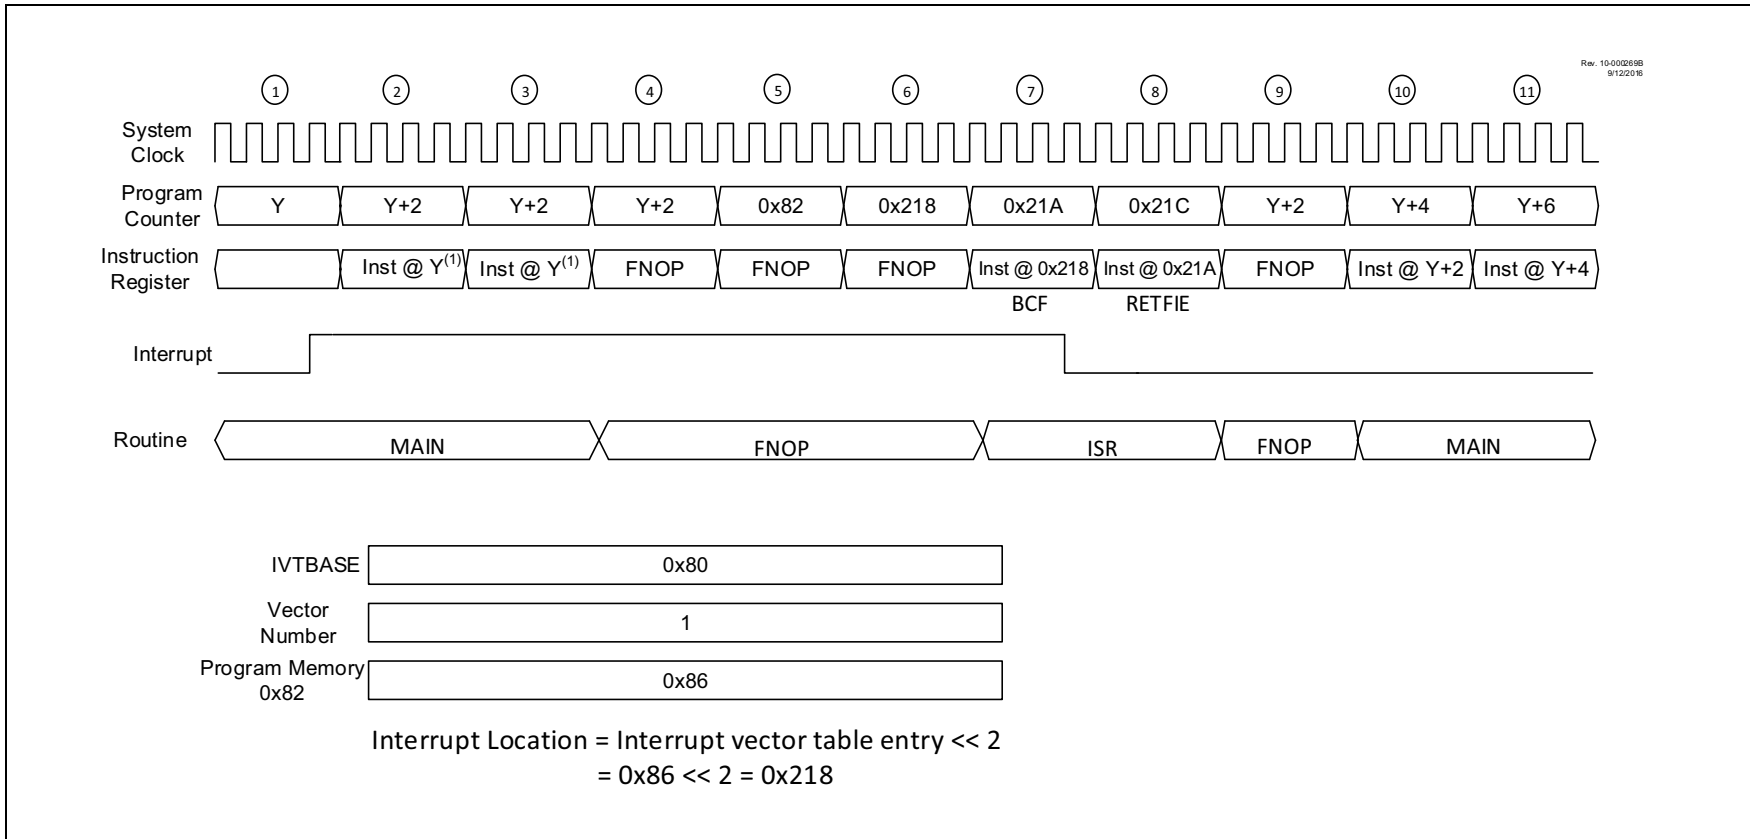 Rev. 10-000269B
9/12/2016
1 2 3 4 5 6 7 8 9 10 11
System
Clock
Program
Counter
Y Y+2 Y+2 Y+2 0x82 0x218 0x21A 0x21C Y+2 Y+4 Y+6
Instruction
Register
Inst @ Y(1) Inst @ Y(1) FNOP FNOP FNOP Inst @ 0x218 Inst @ 0x21A FNOP Inst @ Y+2 Inst @ Y+4
BCF RETFIE
Interrupt
Routine MAIN FNOP ISR FNOP MAIN
IVTBASE 0x80
Vector
Number
1
Program Memory
0x82
0x86
Interrupt Location = Interrupt vector table entry << 2
= 0x86 << 2 = 0x218